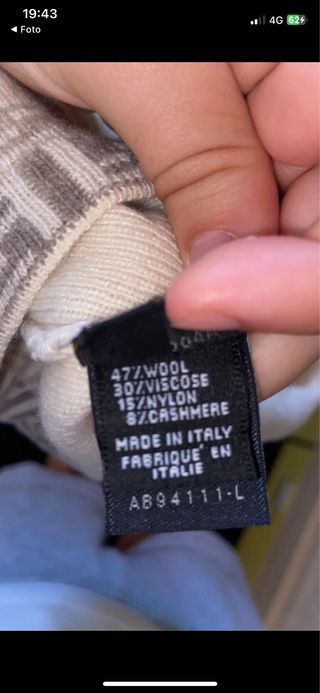 19:43
4G 62
◀ Foto
47%WOOL
30%VISCOSE
15%NYLON
8%CASHMERE
MADE IN ITALY
FABRIQUE' EN
ITALIE
AB94111-L